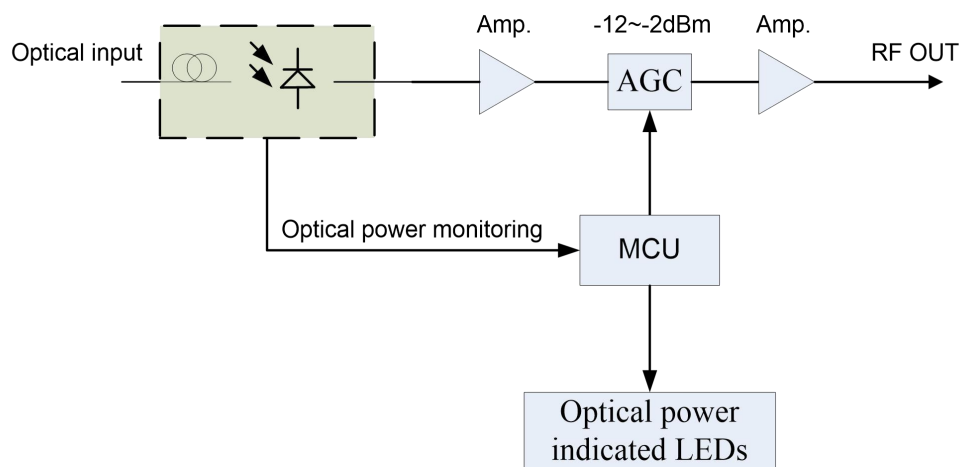 Amp.
-12~-2dBm
Amp.
Optical input
RF OUT
AGC
Optical power monitoring
MCU
Optical power
indicated LEDs